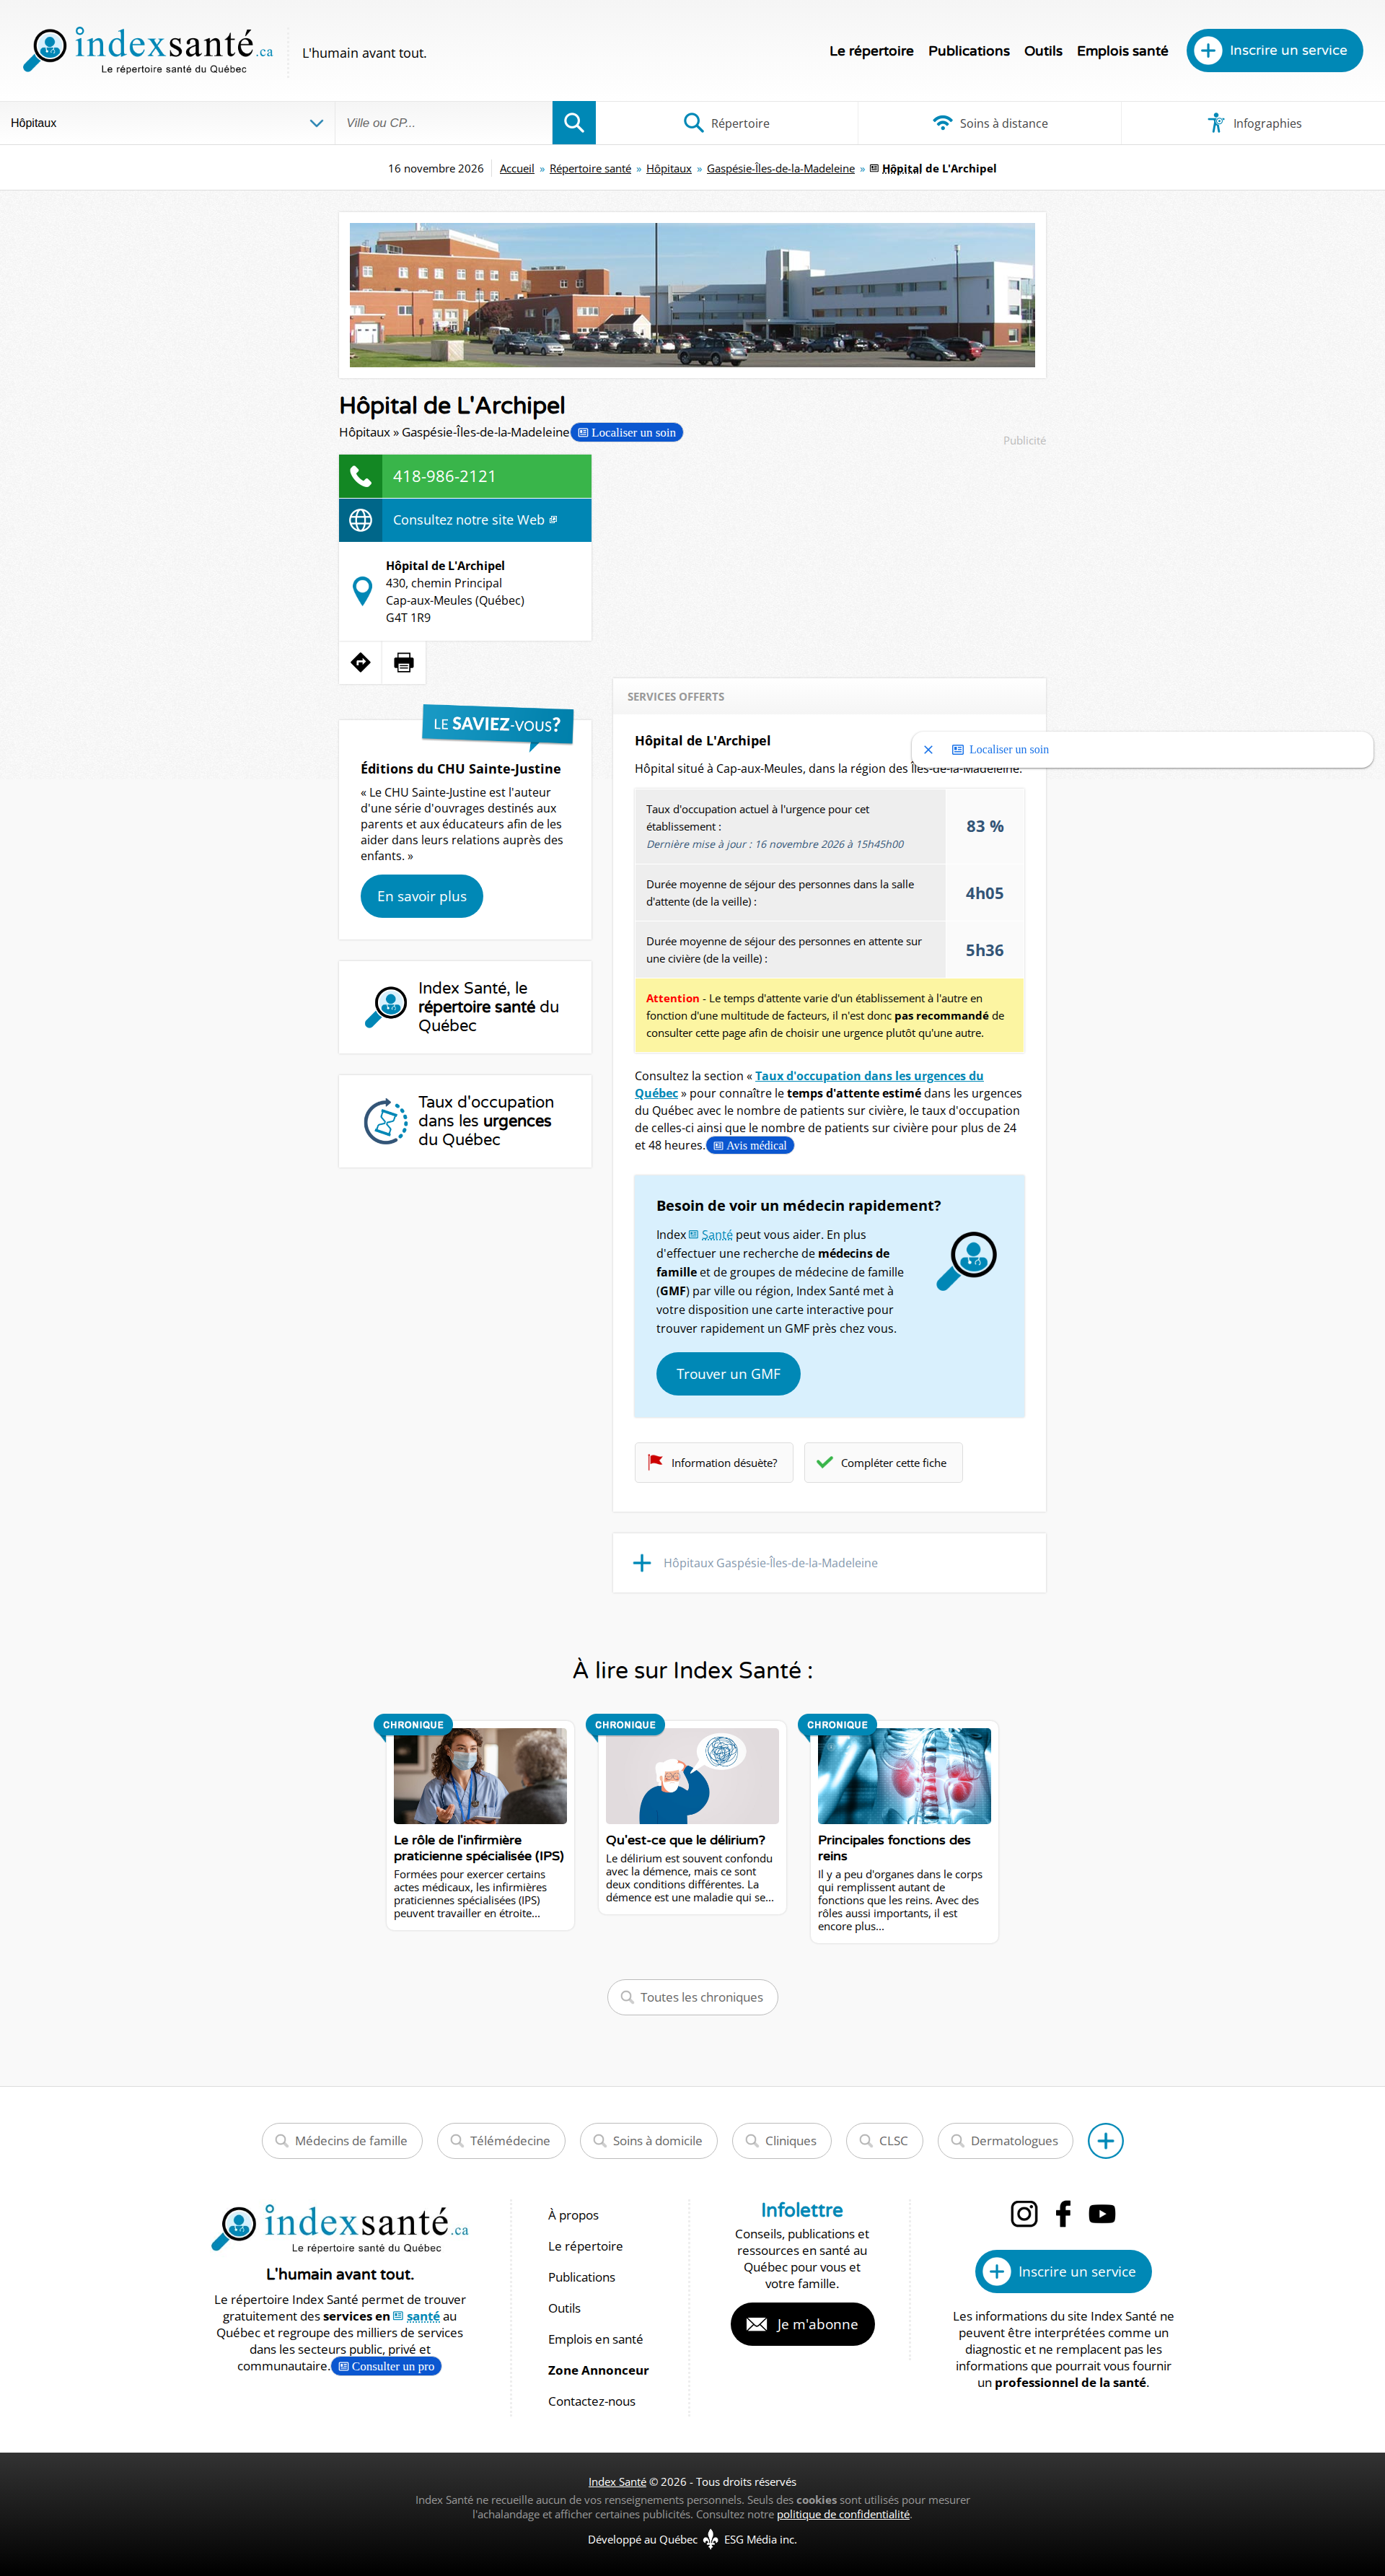 indexsanté.ca
Le répertoire santé du Québec
L'humain avant tout.
Le répertoire Publications Outils Emplois santé Inscrire un service
Hôpitaux Ville ou CP... Répertoire Soins à distance Infographies
16 novembre 2026 Accueil » Répertoire santé » Hôpitaux » Gaspésie-Îles-de-la-Madeleine » Hôpital de L'Archipel
Hôpital de L'Archipel
Hôpitaux » Gaspésie-Îles-de-la-Madeleine Localiser un soin
Publicité
418-986-2121
Consultez notre site Web
Hôpital de L'Archipel
430, chemin Principal
Cap-aux-Meules (Québec)
G4T 1R9
LE SAVIEZ-VOUS?
Éditions du CHU Sainte-Justine
« Le CHU Sainte-Justine est l'auteur
d'une série d'ouvrages destinés aux
parents et aux éducateurs afin de les
aider dans leurs relations auprès des
enfants. »
En savoir plus
Index Santé, le
répertoire santé du
Québec
Taux d'occupation
dans les urgences
du Québec
SERVICES OFFERTS
Hôpital de L'Archipel
Localiser un soin
Hôpital situé à Cap-aux-Meules, dans la région des Îles-de-la-Madeleine.
Taux d'occupation actuel à l'urgence pour cet
établissement :
Dernière mise à jour : 16 novembre 2026 à 15h45h00
83 %
Durée moyenne de séjour des personnes dans la salle
d'attente (de la veille) :
4h05
Durée moyenne de séjour des personnes en attente sur
une civière (de la veille) :
5h36
Attention - Le temps d'attente varie d'un établissement à l'autre en
fonction d'une multitude de facteurs, il n'est donc pas recommandé de
consulter cette page afin de choisir une urgence plutôt qu'une autre.
Consultez la section « Taux d'occupation dans les urgences du
Québec » pour connaître le temps d'attente estimé dans les urgences
du Québec avec le nombre de patients sur civière, le taux d'occupation
de celles-ci ainsi que le nombre de patients sur civière pour plus de 24
et 48 heures. Avis médical
Besoin de voir un médecin rapidement?
Index Santé peut vous aider. En plus
d'effectuer une recherche de médecins de
famille et de groupes de médecine de famille
(GMF) par ville ou région, Index Santé met à
votre disposition une carte interactive pour
trouver rapidement un GMF près chez vous.
Trouver un GMF
Information désuète? Compléter cette fiche
Hôpitaux Gaspésie-Îles-de-la-Madeleine
À lire sur Index Santé :
CHRONIQUE
Le rôle de l'infirmière
praticienne spécialisée (IPS)
Formées pour exercer certains
actes médicaux, les infirmières
praticiennes spécialisées (IPS)
peuvent travailler en étroite...
CHRONIQUE
Qu'est-ce que le délirium?
Le délirium est souvent confondu
avec la démence, mais ce sont
deux conditions différentes. La
démence est une maladie qui se...
CHRONIQUE
Principales fonctions des
reins
Il y a peu d'organes dans le corps
qui remplissent autant de
fonctions que les reins. Avec des
rôles aussi importants, il est
encore plus...
Toutes les chroniques
Médecins de famille Télémédecine Soins à domicile Cliniques CLSC Dermatologues
indexsanté.ca
Le répertoire santé du Québec
L'humain avant tout.
Le répertoire Index Santé permet de trouver
gratuitement des services en santé au
Québec et regroupe des milliers de services
dans les secteurs public, privé et
communautaire. Consulter un pro
À propos
Le répertoire
Publications
Outils
Emplois en santé
Zone Annonceur
Contactez-nous
Infolettre
Conseils, publications et
ressources en santé au
Québec pour vous et
votre famille.
Je m'abonne
Inscrire un service
Les informations du site Index Santé ne
peuvent être interprétées comme un
diagnostic et ne remplacent pas les
informations que pourrait vous fournir
un professionnel de la santé.
Index Santé © 2026 - Tous droits réservés
Index Santé ne recueille aucun de vos renseignements personnels. Seuls des cookies sont utilisés pour mesurer
l'achalandage et afficher certaines publicités. Consultez notre politique de confidentialité.
Développé au Québec ESG Média inc.